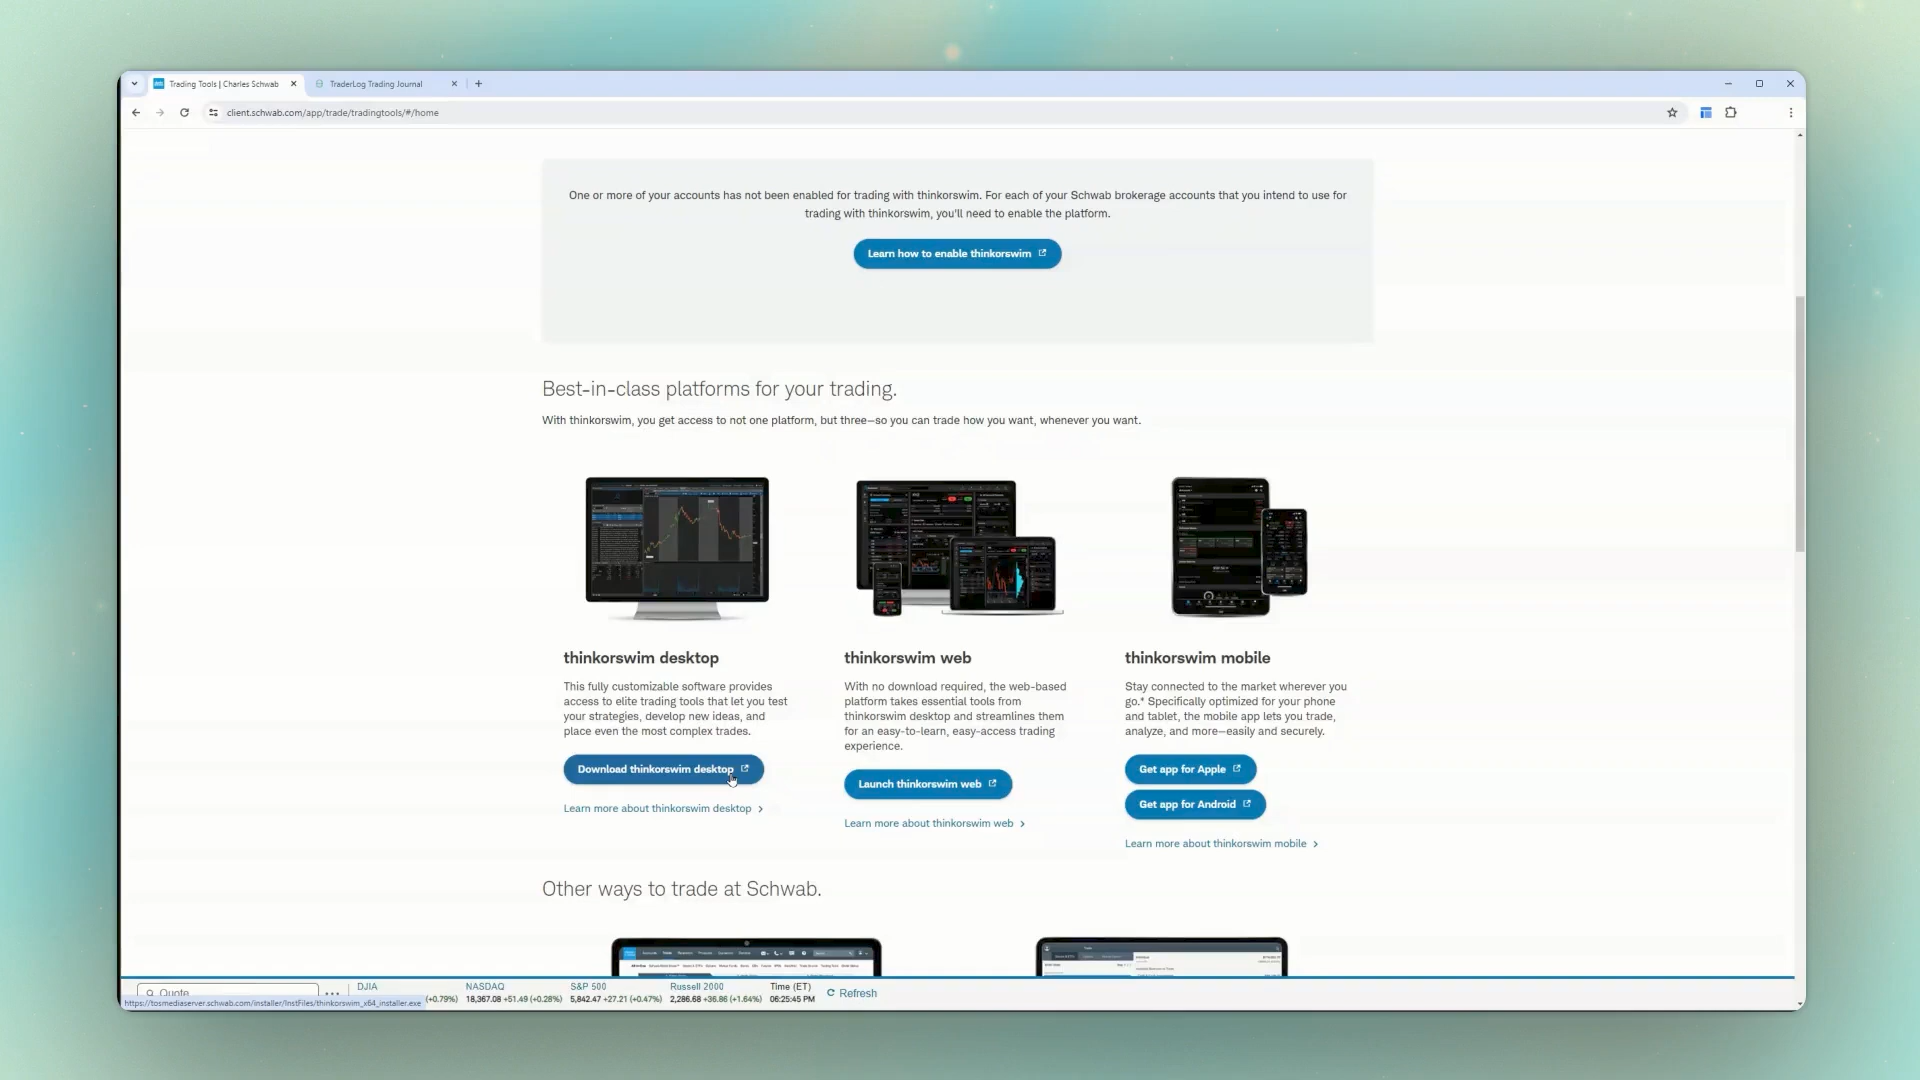 Trading Tools | Charles Schwab
TraderLog Trading Journal
client.schwab.com/app/trade/tradingtools/#/home
One or more of your accounts has not been enabled for trading with thinkorswim. For each of your Schwab brokerage accounts that you intend to use for
trading with thinkorswim, you'll need to enable the platform.
Learn how to enable thinkorswim
Best-in-class platforms for your trading.
With thinkorswim, you get access to not one platform, but three—so you can trade how you want, whenever you want.
thinkorswim desktop
This fully customizable software provides
access to elite trading tools that let you test
your strategies, develop new ideas, and
place even the most complex trades.
Download thinkorswim desktop
Learn more about thinkorswim desktop
thinkorswim web
With no download required, the web-based
platform takes essential tools from
thinkorswim desktop and streamlines them
for an easy-to-learn, easy-access trading
experience.
Launch thinkorswim web
Learn more about thinkorswim web
thinkorswim mobile
Stay connected to the market wherever you
go.* Specifically optimized for your phone
and tablet, the mobile app lets you trade,
analyze, and more—easily and securely.
Get app for Apple
Get app for Android
Learn more about thinkorswim mobile
Other ways to trade at Schwab.
Quote
DJIA
(+0.79%)
NASDAQ
18,367.08 +51.49 (+0.28%)
S&P 500
5,842.47 +27.21 (+0.47%)
Russell 2000
2,286.68 +36.86 (+1.64%)
Time (ET)
06:25:45 PM
Refresh
https://tosmediaserver.schwab.com/installer/InstFiles/thinkorswim_x64_installer.exe